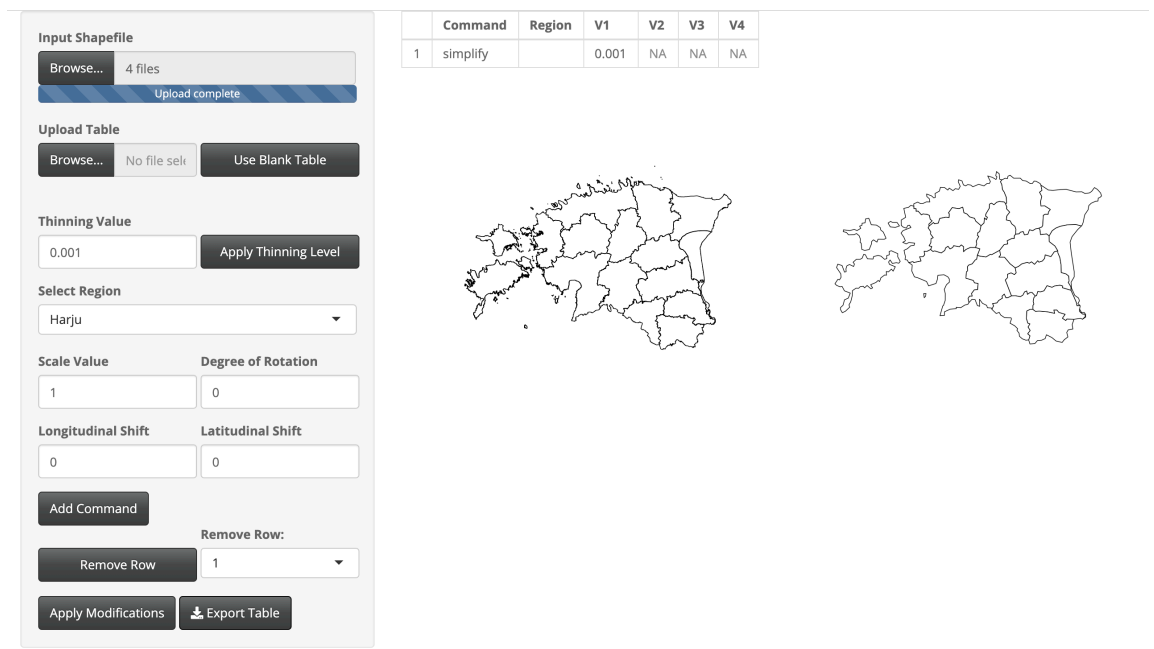 Input Shapefile
Browse... 4 files
Upload complete
Upload Table
Browse... No file sele Use Blank Table
Thinning Value
0.001 Apply Thinning Level
Select Region
Harju
Scale Value Degree of Rotation
1 0
Longitudinal Shift Latitudinal Shift
0 0
Add Command
Remove Row:
Remove Row 1
Apply Modifications Export Table
Command Region V1 V2 V3 V4
1 simplify 0.001 NA NA NA